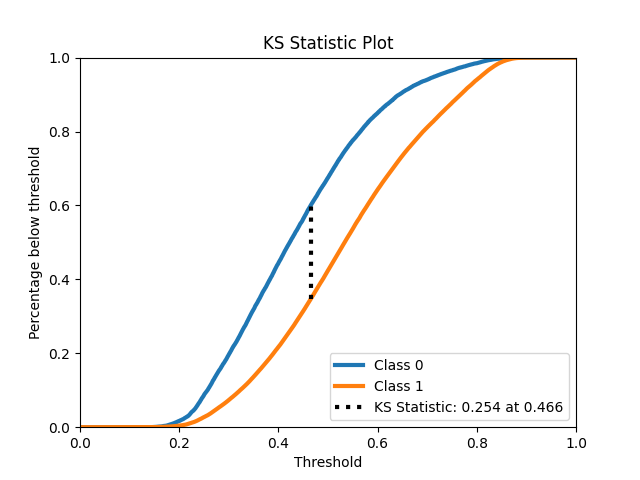 KS Statistic Plot
Percentage below threshold
1.0
0.8
0.6
0.4
0.2
0.0
0.0 0.2 0.4 0.6 0.8 1.0
Threshold
Class 0
Class 1
KS Statistic: 0.254 at 0.466